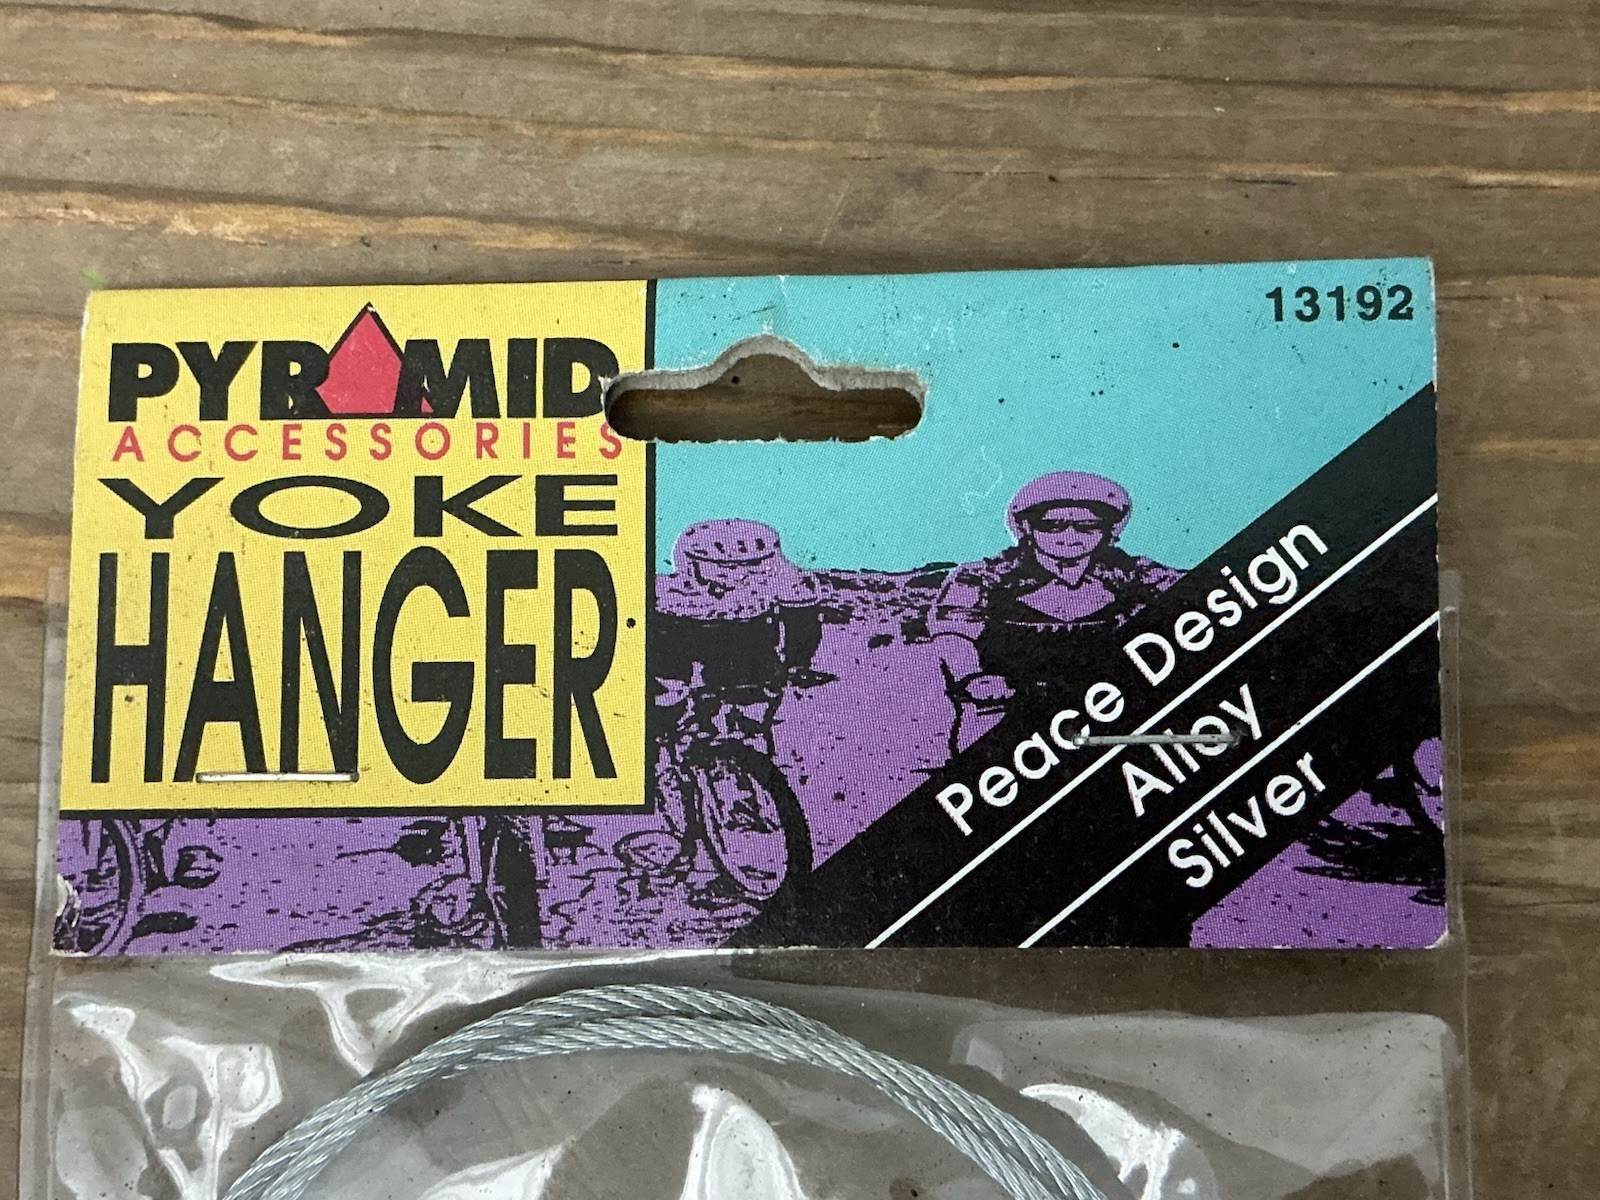 PYRAMID
ACCESSORIES
YOKE
HANGER
13192
Peace Design
Alloy
Silver